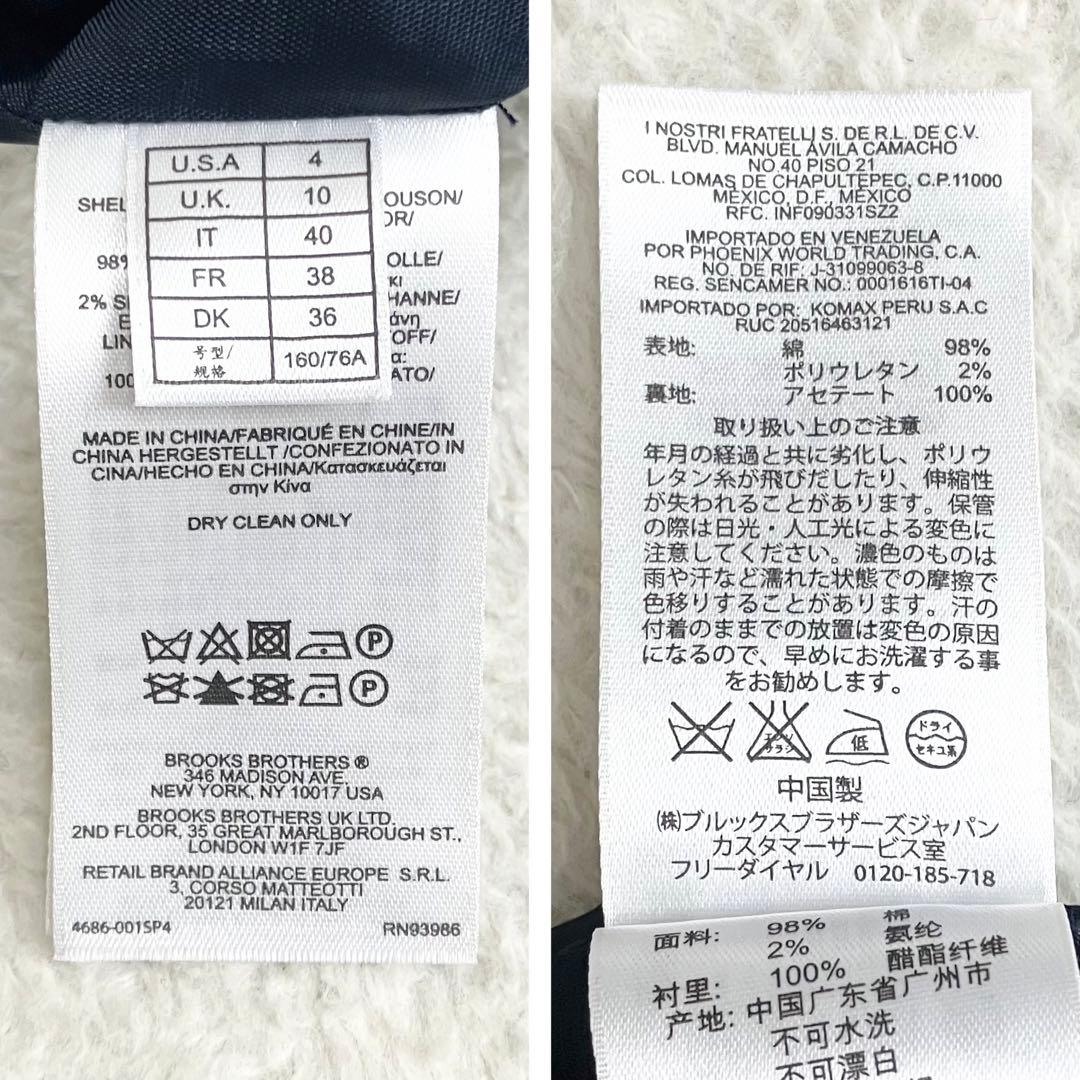 U.S.A 4
U.K. 10
IT 40
FR 38
DK 36
号型/规格 160/76A
98%
2%
100
MADE IN CHINA/FABRIQUÉ EN CHINE/IN
CHINA HERGESTELLT /CONFEZIONATO IN
CINA/HECHO EN CHINA/Κατασκευάζεται
στην Κίνα
DRY CLEAN ONLY
P
P
BROOKS BROTHERS ®
346 MADISON AVE.
NEW YORK, NY 10017 USA
BROOKS BROTHERS UK LTD.
2ND FLOOR, 35 GREAT MARLBOROUGH ST.,
LONDON W1F 7JF
RETAIL BRAND ALLIANCE EUROPE S.R.L.
3, CORSO MATTEOTTI
20121 MILAN ITALY
4686-001SP4 RN93986
I NOSTRI FRATELLI S. DE R.L. DE C.V.
BLVD. MANUEL ÁVILA CAMACHO
NO.40 PISO 21
COL. LOMAS DE CHAPULTEPEC, C.P.11000
MÉXICO, D.F., MÉXICO
RFC. INF090331SZ2
IMPORTADO EN VENEZUELA
POR PHOENIX WORLD TRADING, C.A.
NO. DE RIF: J-31099063-8
REG. SENCAMER NO.: 0001616TI-04
IMPORTADO POR: KOMAX PERU S.A.C
RUC 20516463121
表地: 綿 98%
ポリウレタン 2%
裏地: アセテート 100%
取り扱い上のご注意
年月の経過と共に劣化し、ポリウ
レタン糸が飛びだしたり、伸縮性
が失われることがあります。保管
の際は日光・人工光による変色に
注意してください。濃色のものは
雨や汗など濡れた状態での摩擦で
色移りすることがあります。汗の
付着のままでの放置は変色の原因
になるので、早めにお洗濯する事
をお勧めします。
エンソサラシ 低 ドライ セキユ系
中国製
(株)ブルックスブラザーズジャパン
カスタマーサービス室
フリーダイヤル 0120-185-718
面料: 98% 棉
2% 氨纶
衬里: 100% 醋酯纤维
产地: 中国广东省广州市
不可水洗
不可漂白